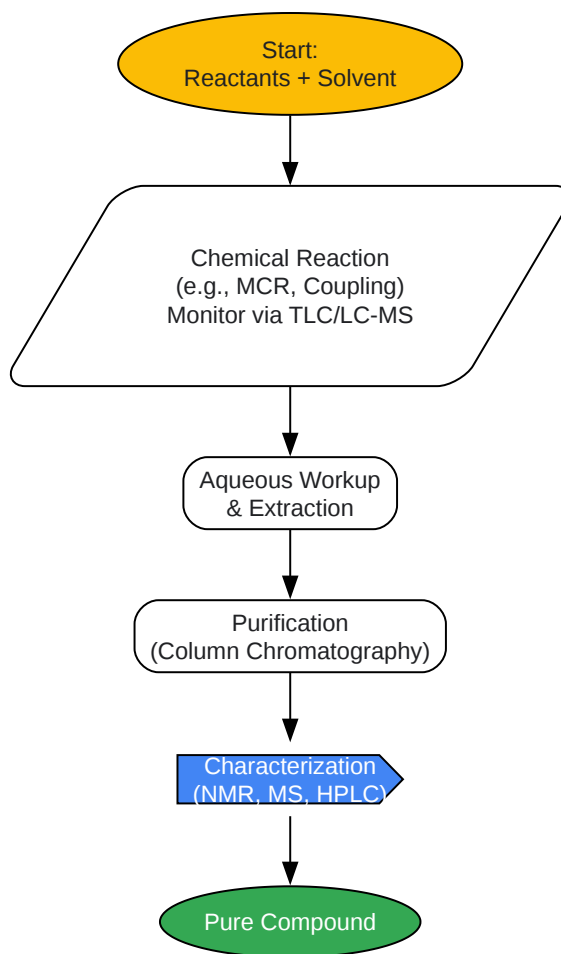 Start:
Reactants + Solvent
Chemical Reaction
(e.g., MCR, Coupling)
Monitor via TLC/LC-MS
Aqueous Workup
& Extraction
Purification
(Column Chromatography)
Characterization
(NMR, MS, HPLC)
Pure Compound